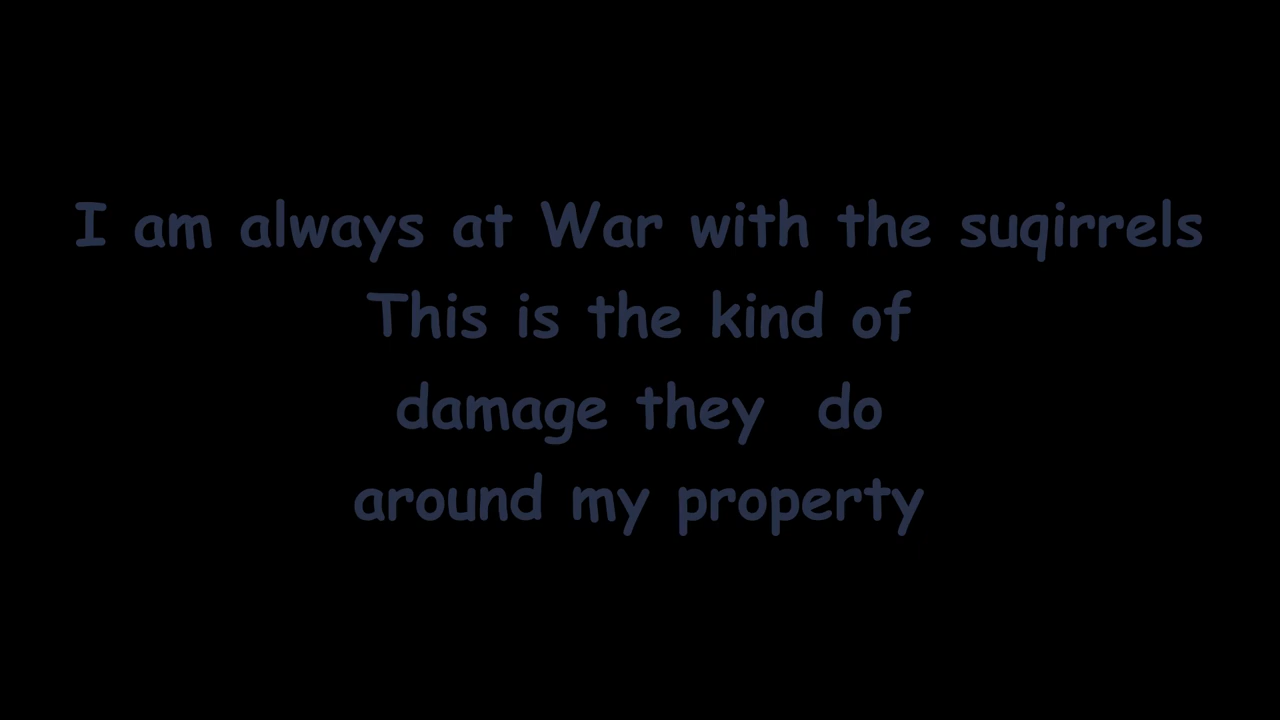 I am always at War with the suqirrels
This is the kind of
damage they do
around my property